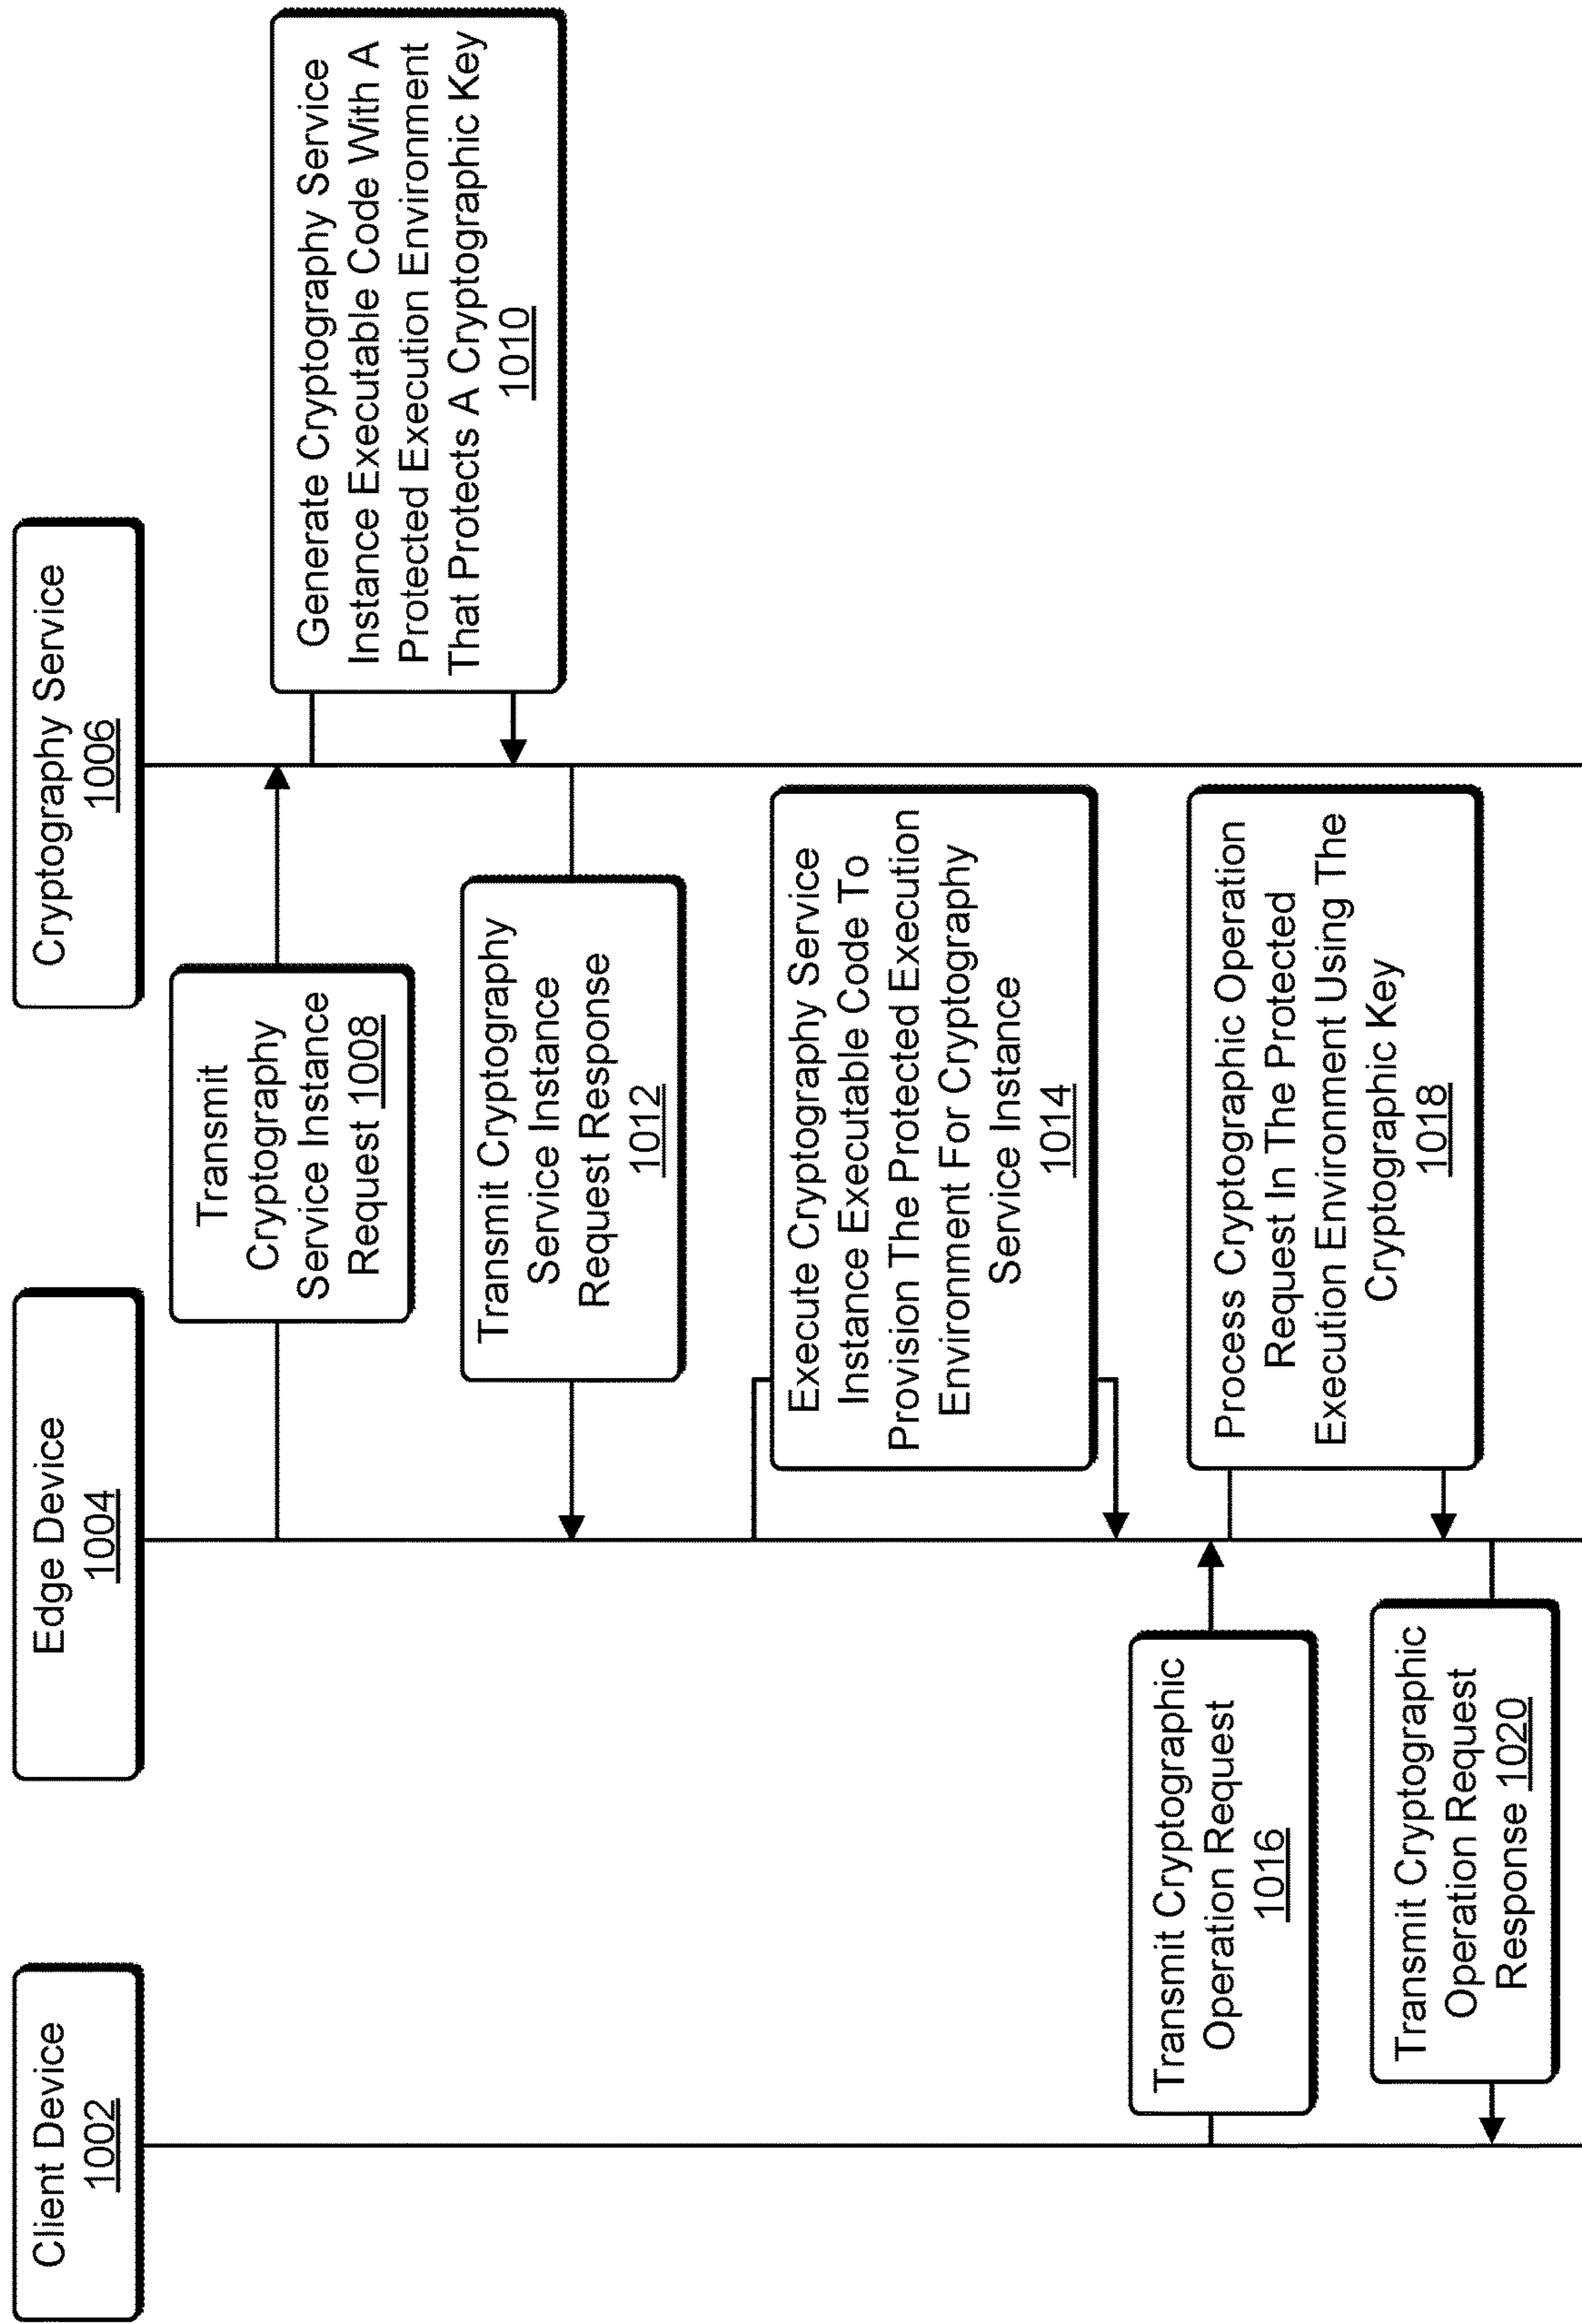 Client Device
1002
Edge Device
1004
Cryptography Service
1006
Transmit
Cryptography
Service Instance
Request 1008
Generate Cryptography Service
Instance Executable Code With A
Protected Execution Environment
That Protects A Cryptographic Key
1010
Transmit Cryptography
Service Instance
Request Response
1012
Execute Cryptography Service
Instance Executable Code To
Provision The Protected Execution
Environment For Cryptography
Service Instance
1014
Transmit Cryptographic
Operation Request
1016
Process Cryptographic Operation
Request In The Protected
Execution Environment Using The
Cryptographic Key
1018
Transmit Cryptographic
Operation Request
Response 1020